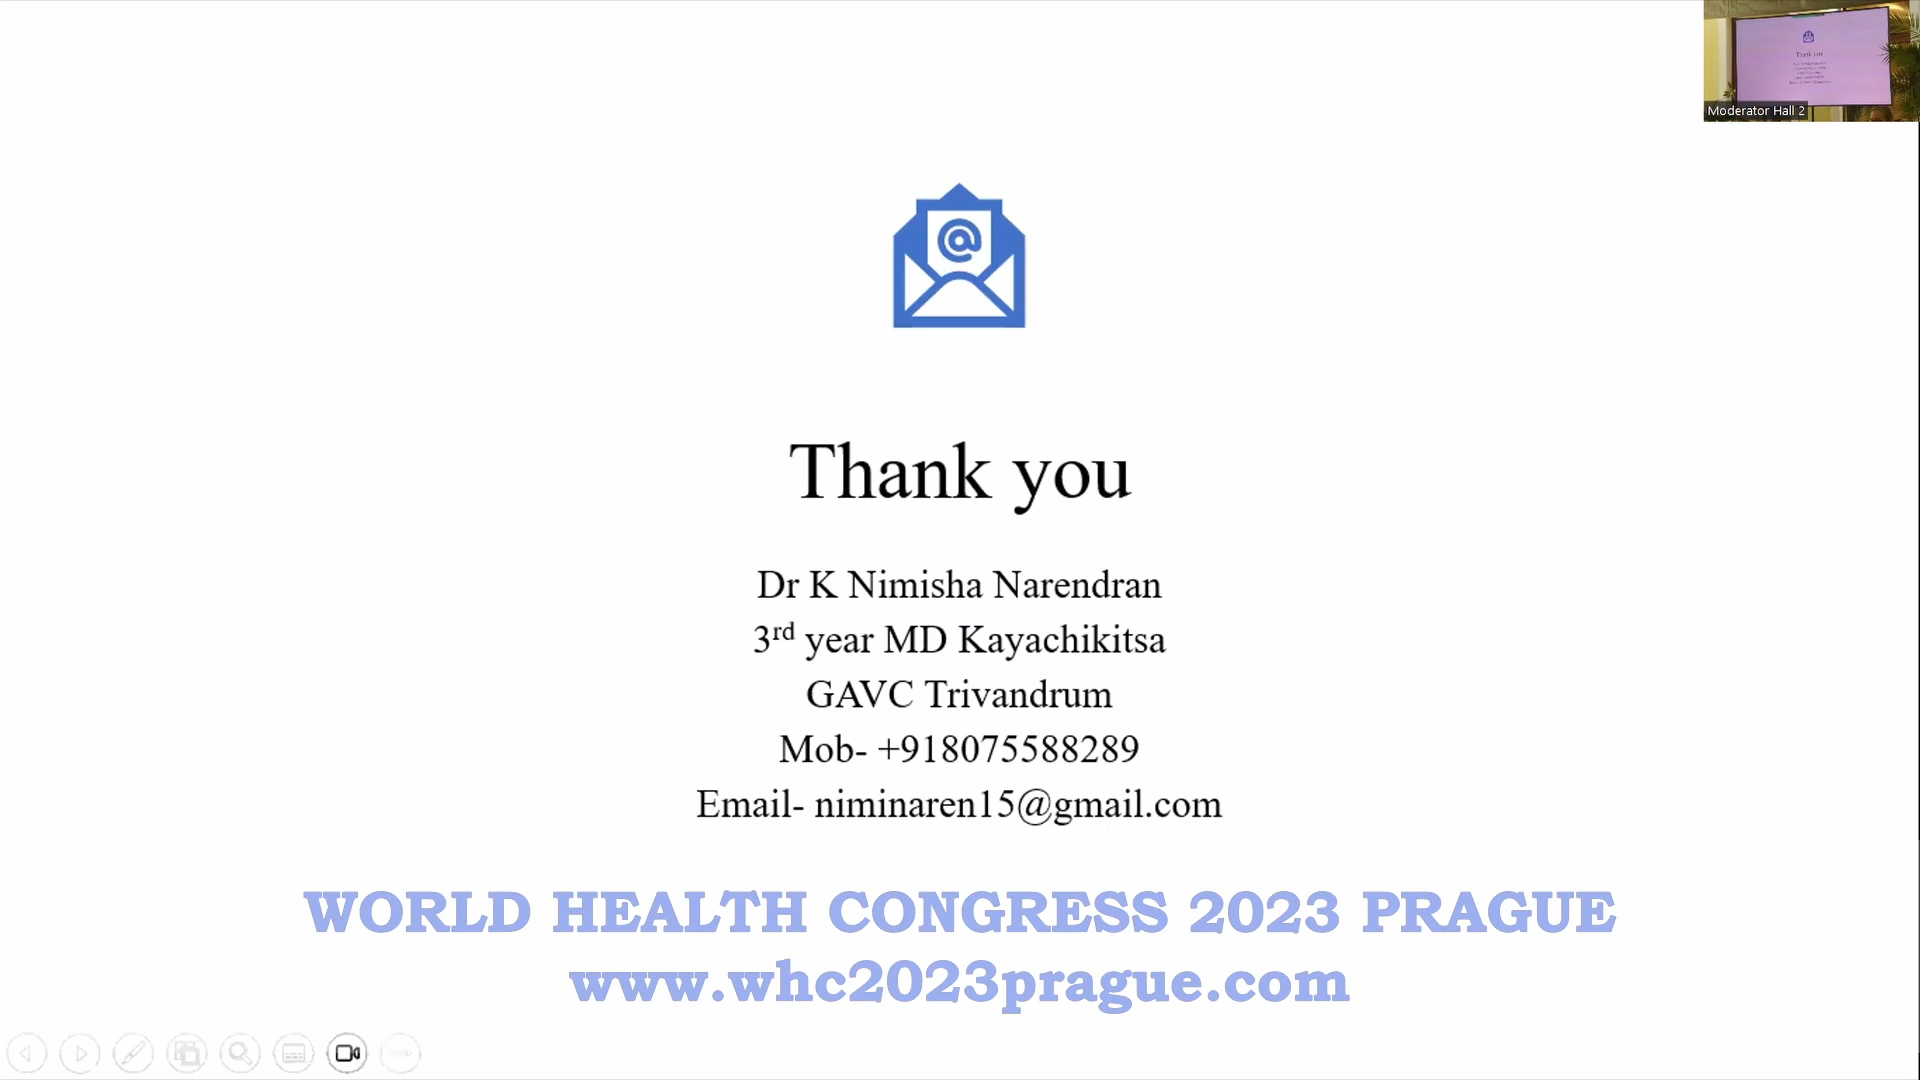 Moderator Hall 2
@
Thank you
Dr K Nimisha Narendran
3rd year MD Kayachikitsa
GAVC Trivandrum
Mob- +918075588289
Email- niminaren15@gmail.com
WORLD HEALTH CONGRESS 2023 PRAGUE
www.whc2023prague.com